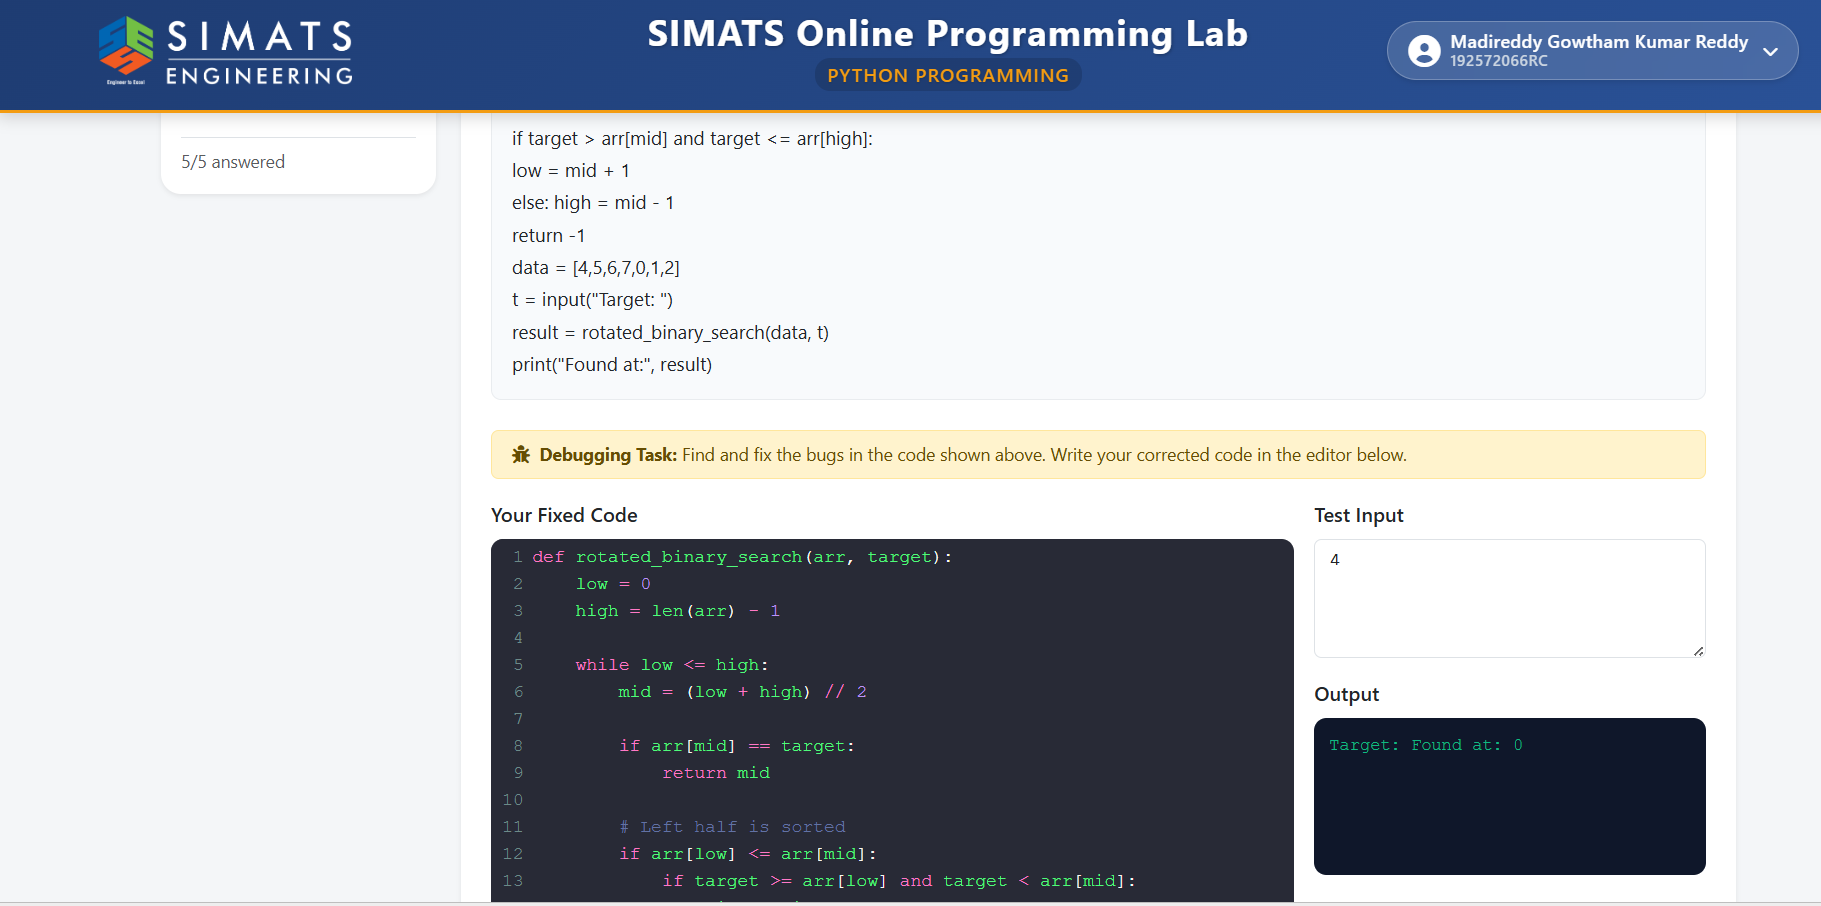 SIMATS
ENGINEERING
Engineer to Excel
SIMATS Online Programming Lab
PYTHON PROGRAMMING
Madireddy Gowtham Kumar Reddy
192572066RC
5/5 answered
if target > arr[mid] and target <= arr[high]:
low = mid + 1
else: high = mid - 1
return -1
data = [4,5,6,7,0,1,2]
t = input("Target: ")
result = rotated_binary_search(data, t)
print("Found at:", result)
Debugging Task: Find and fix the bugs in the code shown above. Write your corrected code in the editor below.
Your Fixed Code
1 def rotated_binary_search(arr, target):
2     low = 0
3     high = len(arr) - 1
4
5     while low <= high:
6         mid = (low + high) // 2
7
8         if arr[mid] == target:
9             return mid
10
11         # Left half is sorted
12         if arr[low] <= arr[mid]:
13             if target >= arr[low] and target < arr[mid]:
Test Input
4
Output
Target: Found at: 0